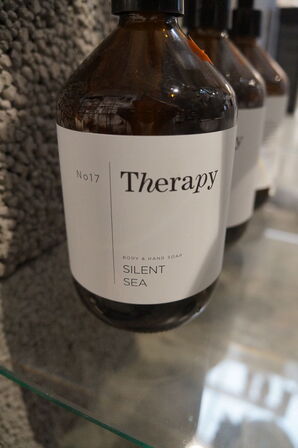 No17
Therapy
BODY & HAND SOAP
SILENT
SEA